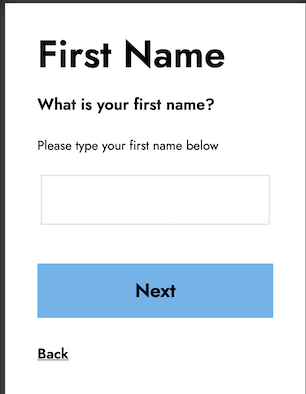 First Name
What is your first name?
Please type your first name below
Next
Back